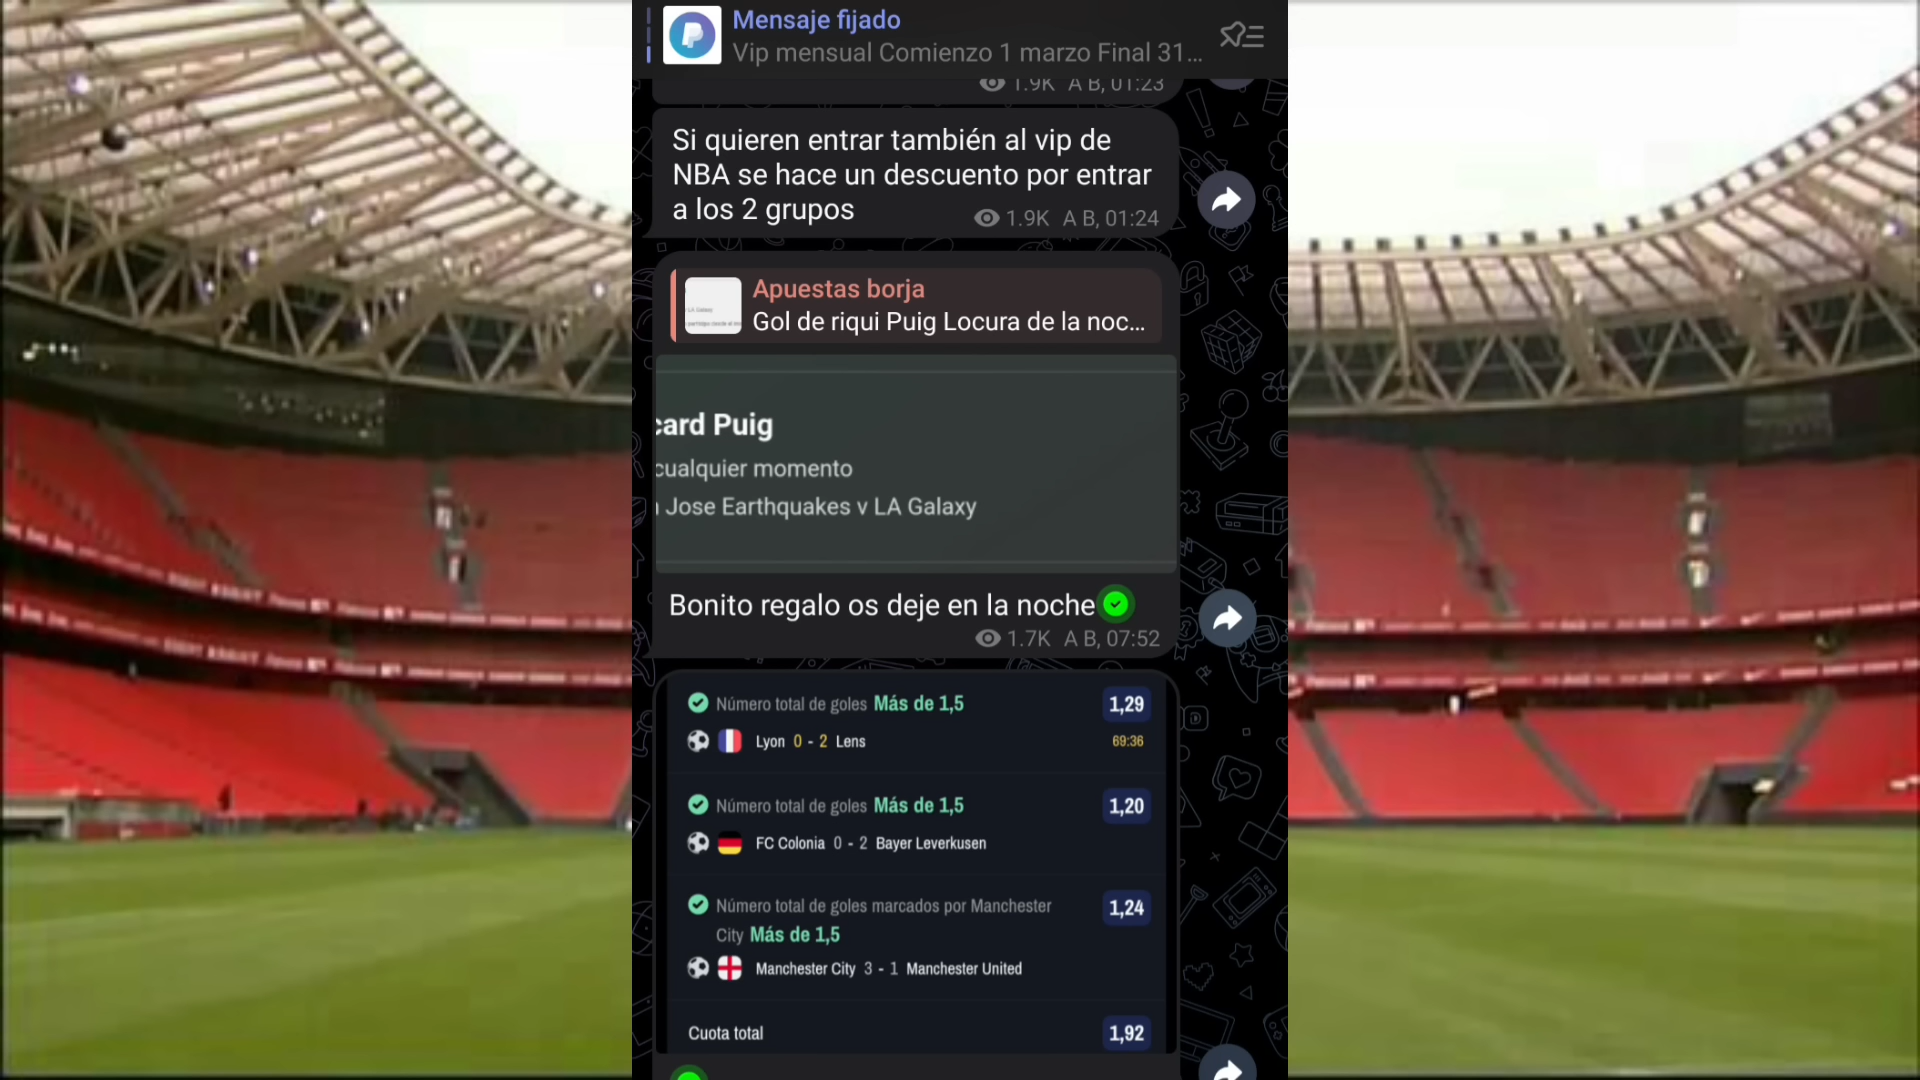 Mensaje fijado
Vip mensual Comienzo 1 marzo Final 31...
1.9K A B, 01:23
Si quieren entrar también al vip de
NBA se hace un descuento por entrar
a los 2 grupos
1.9K A B, 01:24
Apuestas borja
Gol de riqui Puig Locura de la noc...
card Puig
cualquier momento
Jose Earthquakes v LA Galaxy
Bonito regalo os deje en la noche
1.7K A B, 07:52
Número total de goles Más de 1,5 1,29
Lyon 0 - 2 Lens 69:36
Número total de goles Más de 1,5 1,20
FC Colonia 0 - 2 Bayer Leverkusen
Número total de goles marcados por Manchester 1,24
City Más de 1,5
Manchester City 3 - 1 Manchester United
Cuota total 1,92